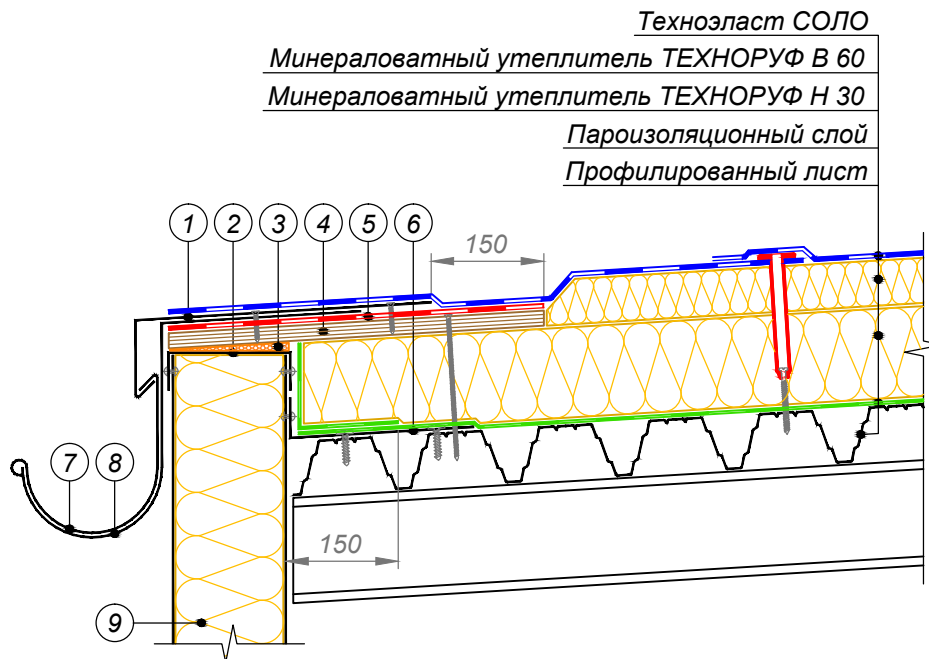 Техноэласт СОЛО
Минераловатный утеплитель ТЕХНОРУФ В 60
Минераловатный утеплитель ТЕХНОРУФ Н 30
Пароизоляционный слой
Профилированный лист
1 2 3 4 5 6
150
7 8
150
9